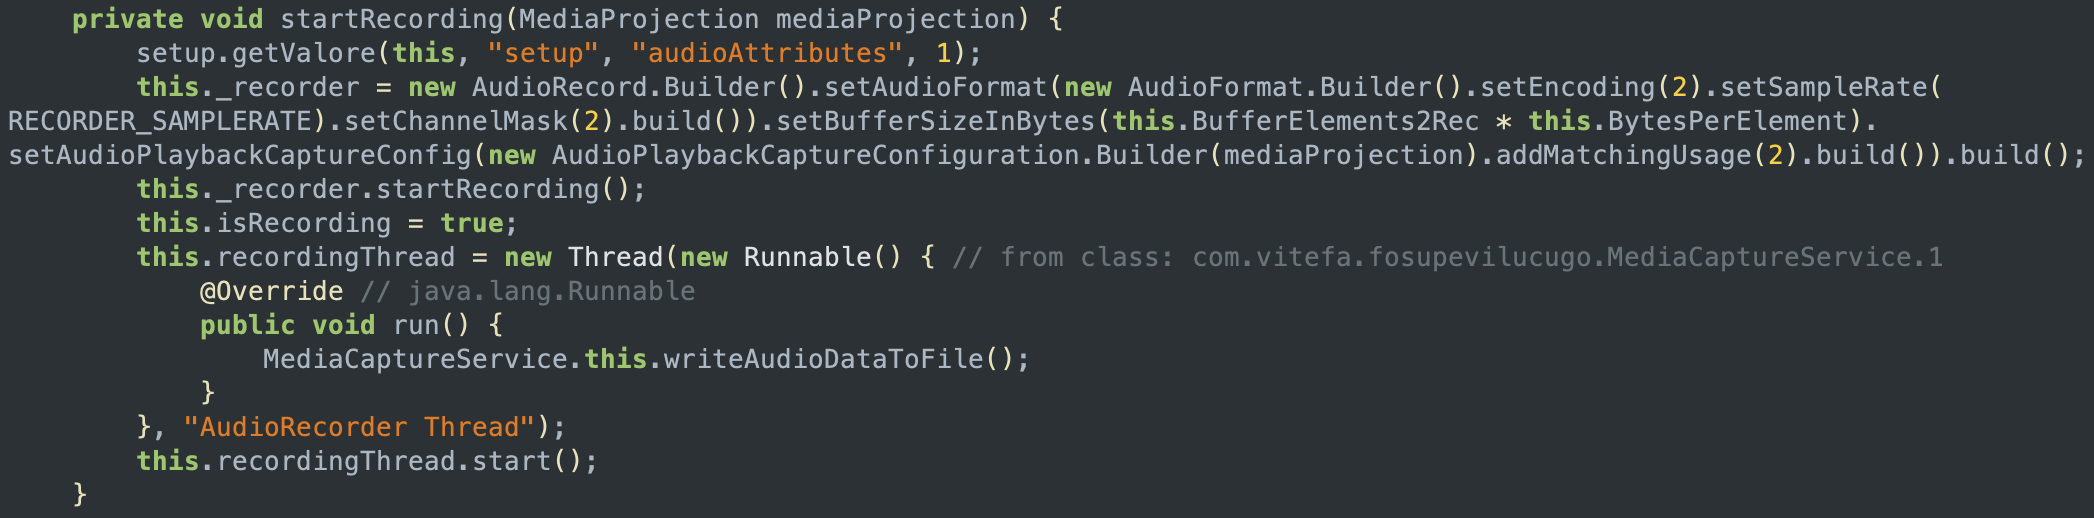 private void startRecording(MediaProjection mediaProjection) {
setup.getValore(this, "setup", "audioAttributes", 1);
this._recorder = new AudioRecord.Builder().setAudioFormat(new AudioFormat.Builder().setEncoding(2).setSampleRate(
RECORDER_SAMPLERATE).setChannelMask(2).build()).setBufferSizeInBytes(this.BufferElements2Rec * this.BytesPerElement).
setAudioPlaybackCaptureConfig(new AudioPlaybackCaptureConfiguration.Builder(mediaProjection).addMatchingUsage(2).build()).build();
this._recorder.startRecording();
this.isRecording = true;
this.recordingThread = new Thread(new Runnable() { // from class: com.vitefa.fosupevilucugo.MediaCaptureService.1
@Override // java.lang.Runnable
public void run() {
MediaCaptureService.this.writeAudioDataToFile();
}
}, "AudioRecorder Thread");
this.recordingThread.start();
}